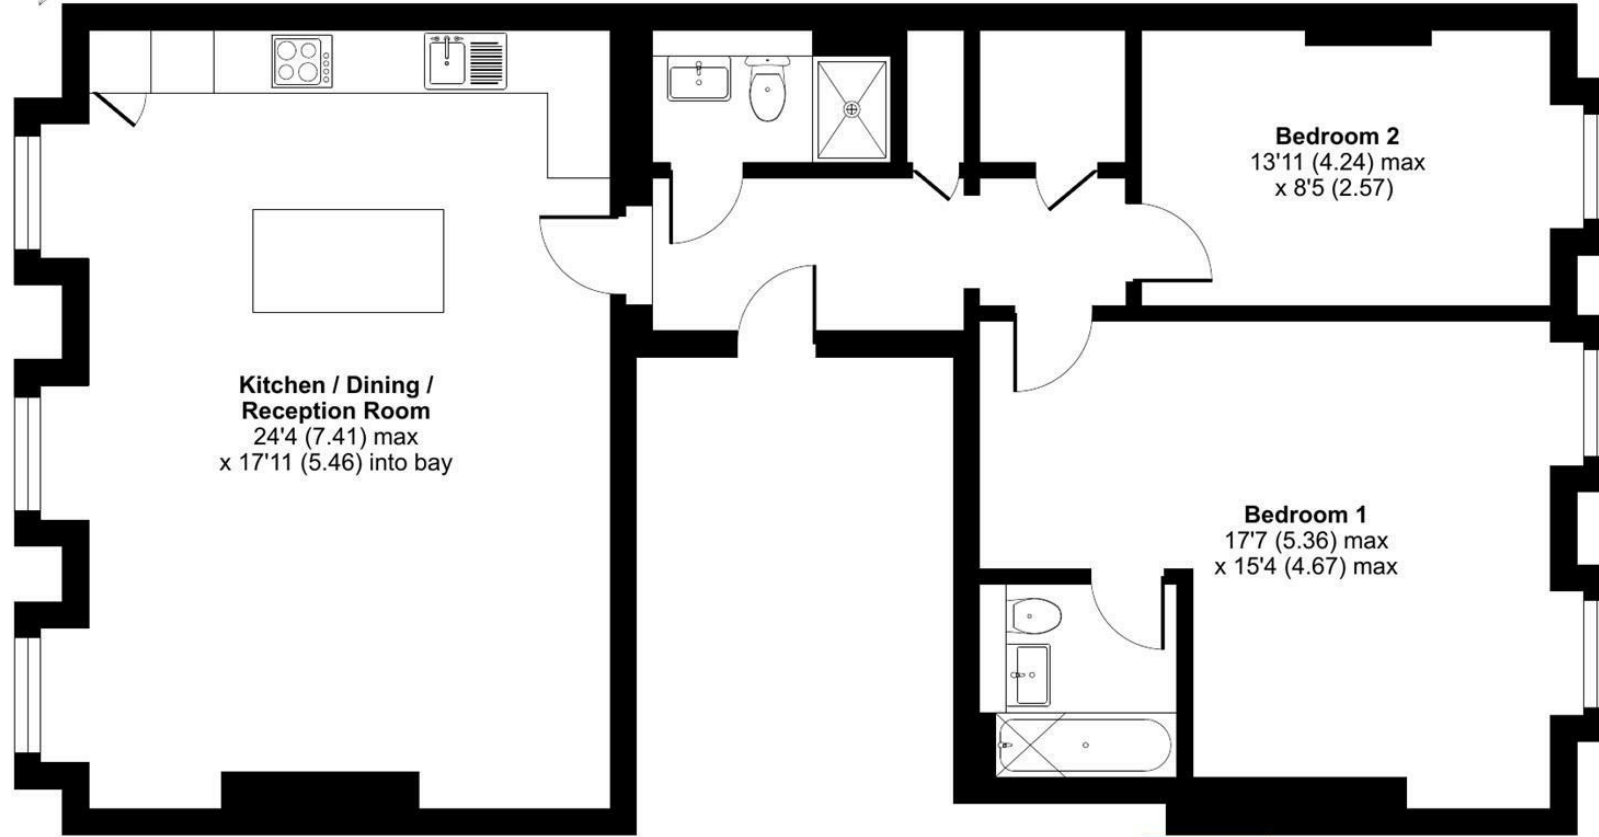 Bedroom 2
13'11 (4.24) max
x 8'5 (2.57)
Kitchen / Dining /
Reception Room
24'4 (7.41) max
x 17'11 (5.46) into bay
Bedroom 1
17'7 (5.36) max
x 15'4 (4.67) max